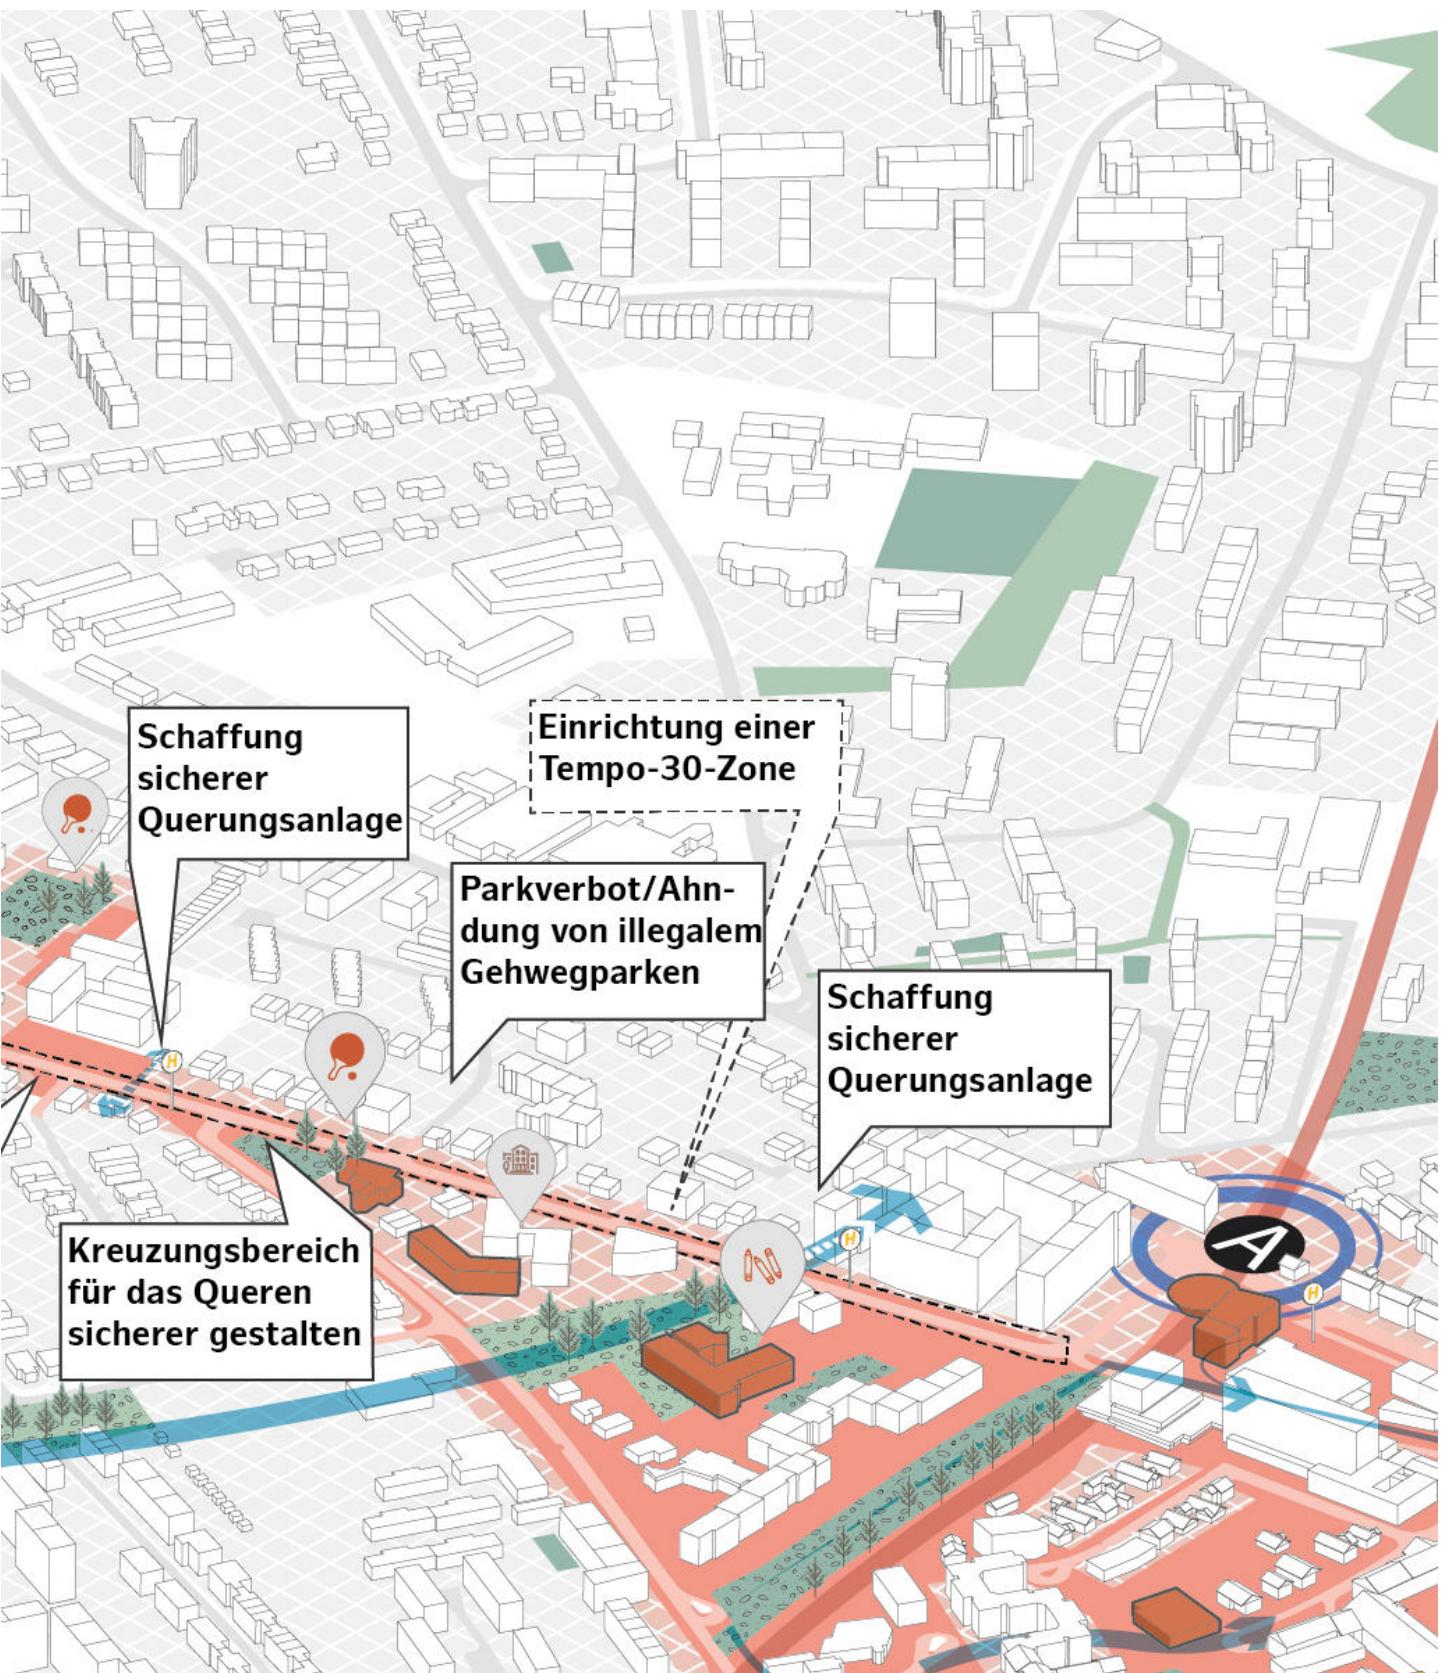 Schaffung
sicherer
Querungsanlage
Einrichtung einer
Tempo-30-Zone
Parkverbot/Ahn-
dung von illegalem
Gehwegparken
Schaffung
sicherer
Querungsanlage
H
H
A
H
Kreuzungsbereich
für das Queren
sicherer gestalten